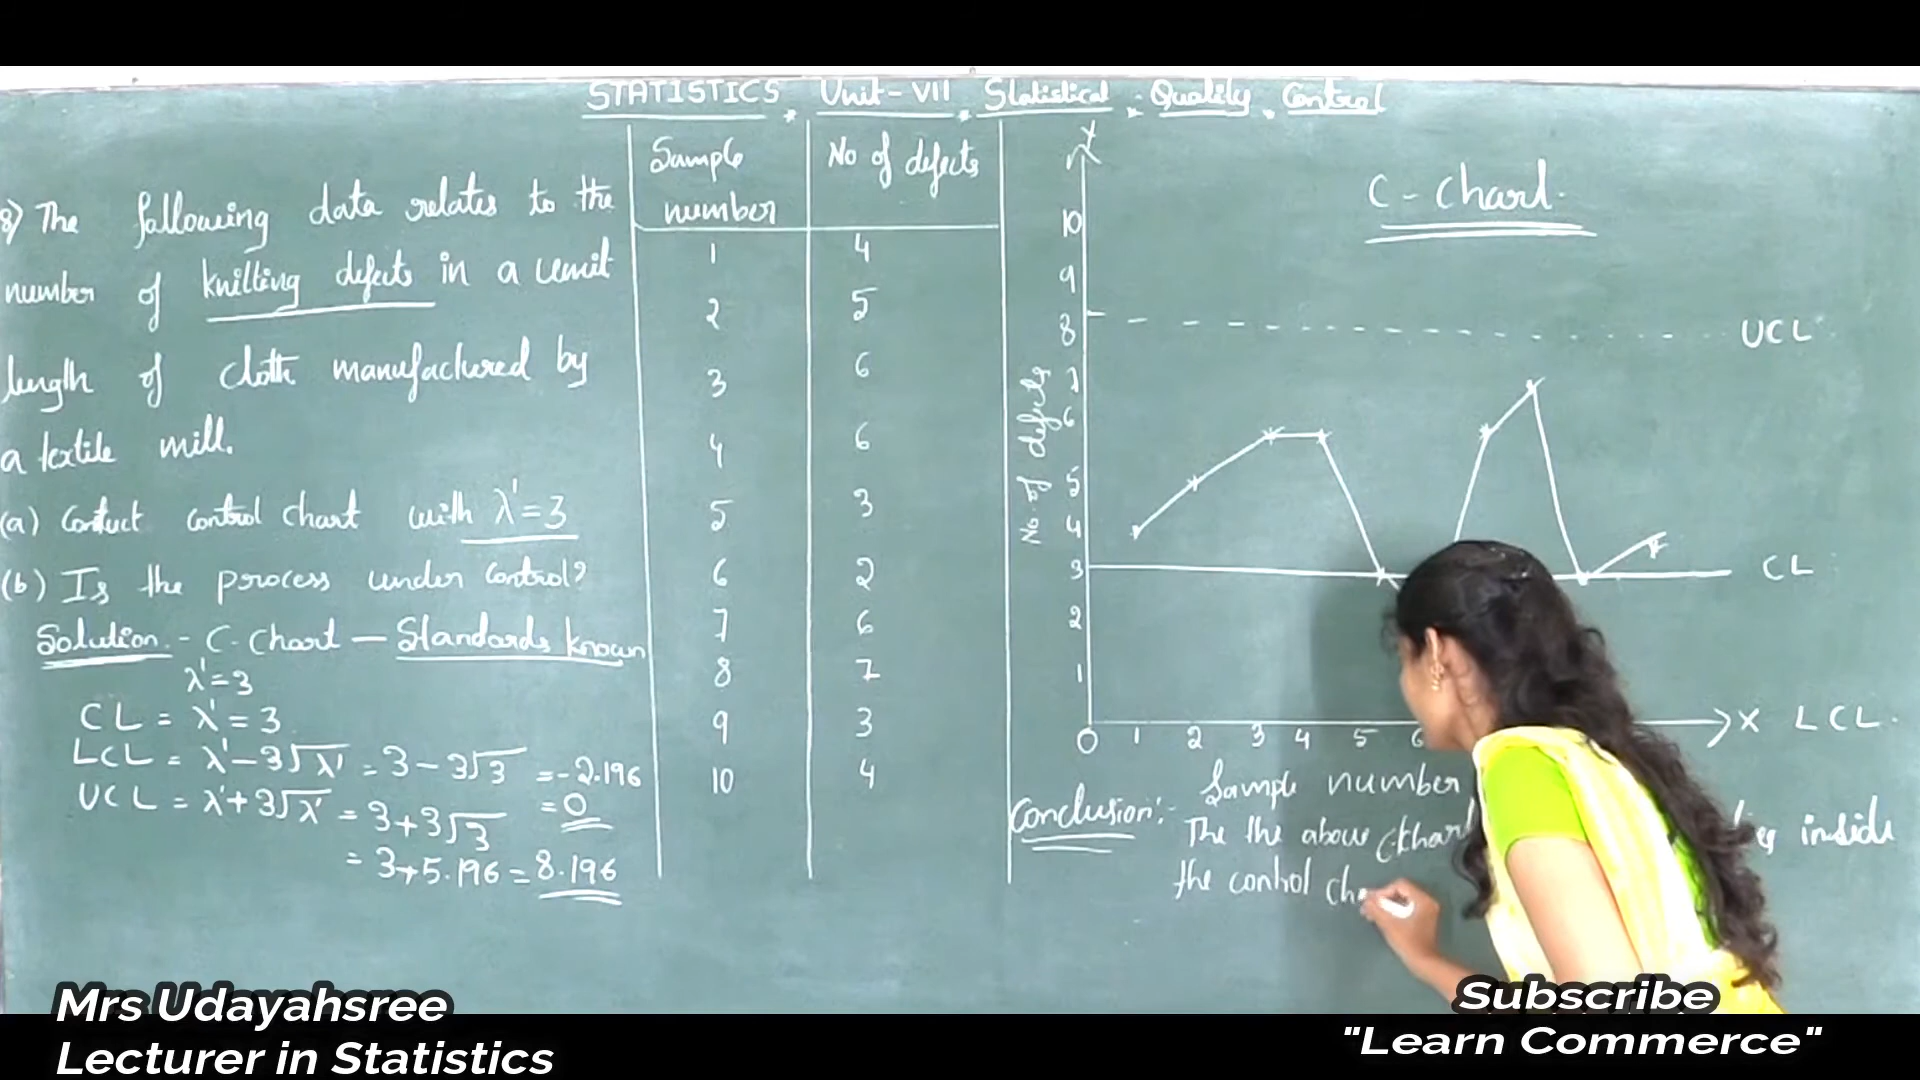 STATISTICS. Unit-VII. Statistical. Quality. Control
8) The following data relates to the
number of knitting defects in a unit
length of cloth manufactured by
a textile mill.
(a) Contuct control chart with λ'=3
(b) Is the process under control?
Solution:- C-Chart — Standards known
λ'=3
CL = λ' = 3
LCL = λ'-3√λ' = 3-3√3 = -2.196
= 0
UCL = λ'+3√λ' = 3+3√3
= 3+5.196 = 8.196
Sample number No of defects
1 4
2 5
3 6
4 6
5 3
6 2
7 6
8 7
9 3
10 4
C-Chart.
Y
10
9
8
7
6
5
4
3
2
1
0 1 2 3 4 5 6
No. of defects
UCL
CL
X LCL.
Sample number
Conclusion:-
The the above C-char
inside
the control cha
Mrs Udayahsree
Lecturer in Statistics
Subscribe
"Learn Commerce"